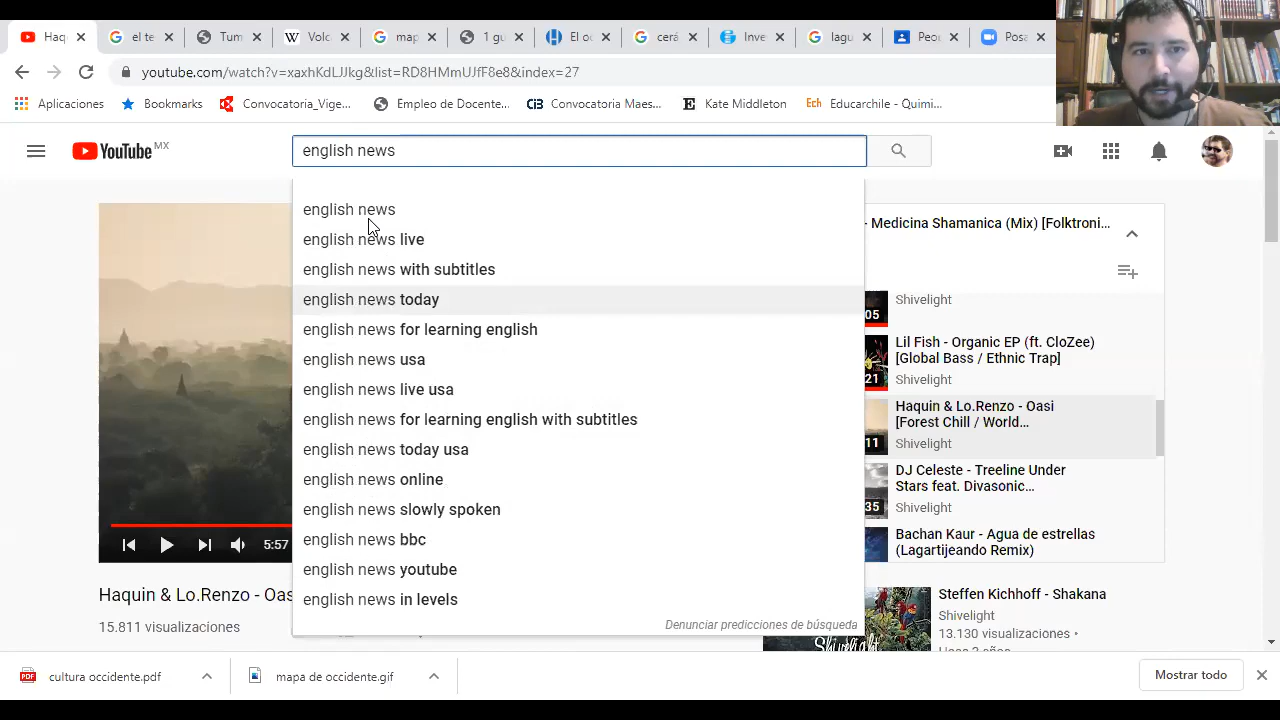 Haq
el te
Tum
Volc
map
1 gu
El oc
cerá
Inve
lagu
Peop
Posa
youtube.com/watch?v=xaxhKdLJJkg&list=RD8HMmUJfF8e8&index=27
Aplicaciones
Bookmarks
Convocatoria_Vige...
Empleo de Docente...
Convocatoria Maes...
Kate Middleton
Educarchile - Quimi...
YouTube MX
english news
english news
english news live
english news with subtitles
english news today
english news for learning english
english news usa
english news live usa
english news for learning english with subtitles
english news today usa
english news online
english news slowly spoken
english news bbc
english news youtube
english news in levels
Denunciar predicciones de búsqueda
5:57
Haquin & Lo.Renzo - Oas
15.811 visualizaciones
- Medicina Shamanica (Mix) [Folktroni...
Shivelight
05
Lil Fish - Organic EP (ft. CloZee)
[Global Bass / Ethnic Trap]
21
Shivelight
Haquin & Lo.Renzo - Oasi
[Forest Chill / World...
11
Shivelight
DJ Celeste - Treeline Under
Stars feat. Divasonic...
35
Shivelight
Bachan Kaur - Agua de estrellas
(Lagartijeando Remix)
Steffen Kichhoff - Shakana
Shivelight
13.130 visualizaciones
cultura occidente.pdf
mapa de occidente.gif
Mostrar todo